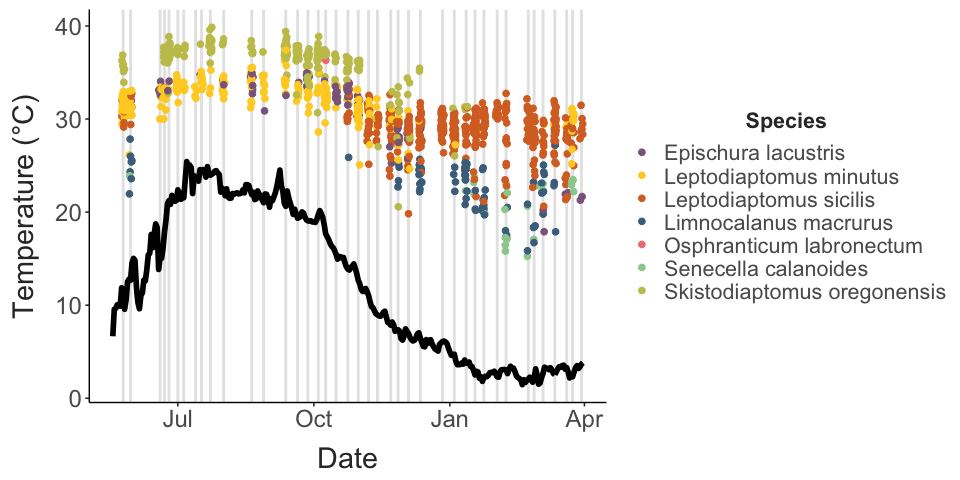 40
30
20
10
0
Temperature (°C)
Jul
Oct
Jan
Apr
Date
Species
Epischura lacustris
Leptodiaptomus minutus
Leptodiaptomus sicilis
Limnocalanus macrurus
Osphranticum labronectum
Senecella calanoides
Skistodiaptomus oregonensis